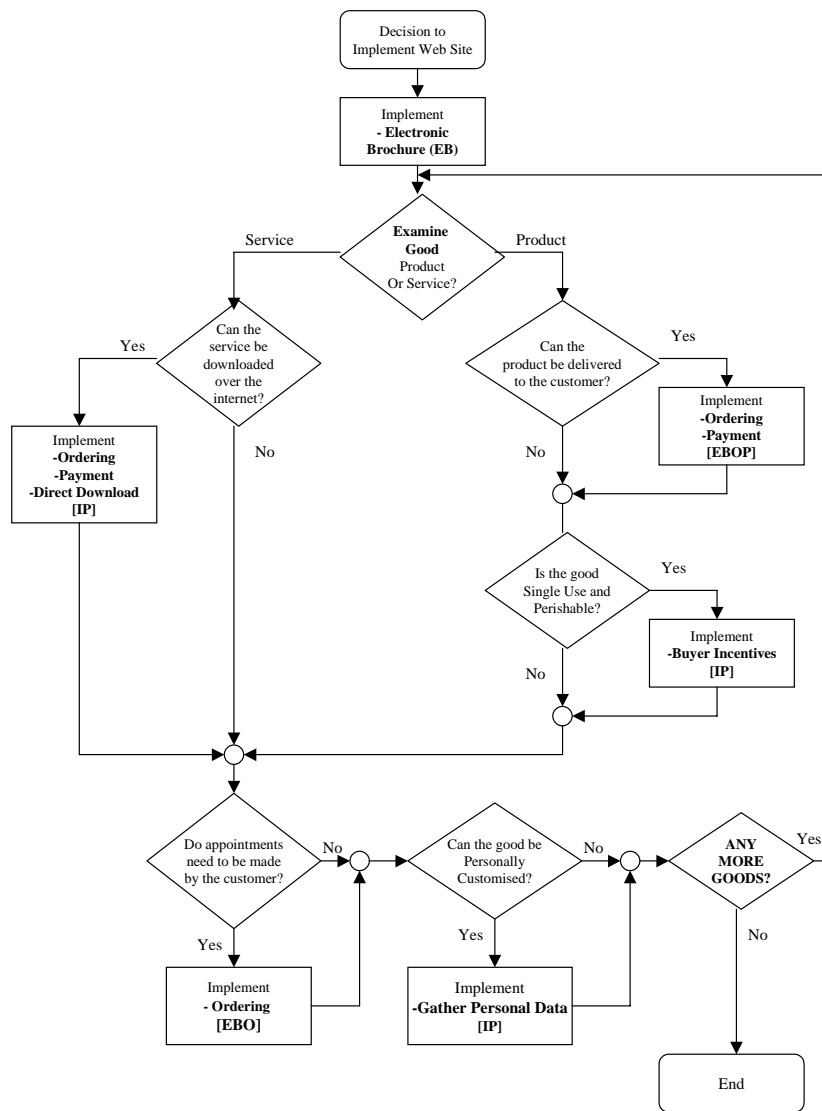 Decision to
Implement Web Site
Implement
- Electronic
Brochure (EB)
Examine
Good
Product
Or Service?
Service
Product
Can the
service be
downloaded
over the
internet?
Yes
No
Implement
-Ordering
-Payment
-Direct Download
[IP]
Can the
product be delivered
to the customer?
Yes
No
Implement
-Ordering
-Payment
[EBOP]
Is the good
Single Use and
Perishable?
Yes
No
Implement
-Buyer Incentives
[IP]
Do appointments
need to be made
by the customer?
No
Yes
Implement
- Ordering
[EBO]
Can the good be
Personally
Customised?
No
Yes
Implement
-Gather Personal Data
[IP]
ANY
MORE
GOODS?
Yes
No
End